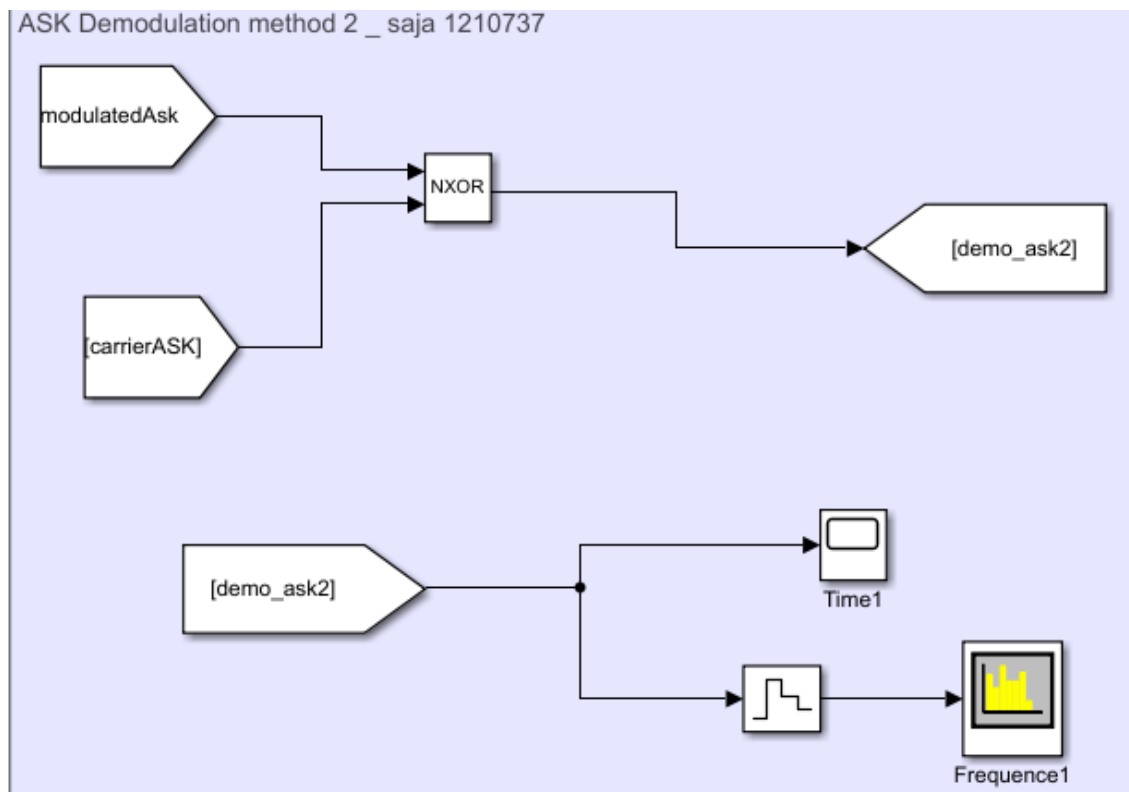 ASK Demodulation method 2 _ saja 1210737
modulatedAsk
NXOR
[demo_ask2]
[carrierASK]
[demo_ask2]
Time1
Frequence1